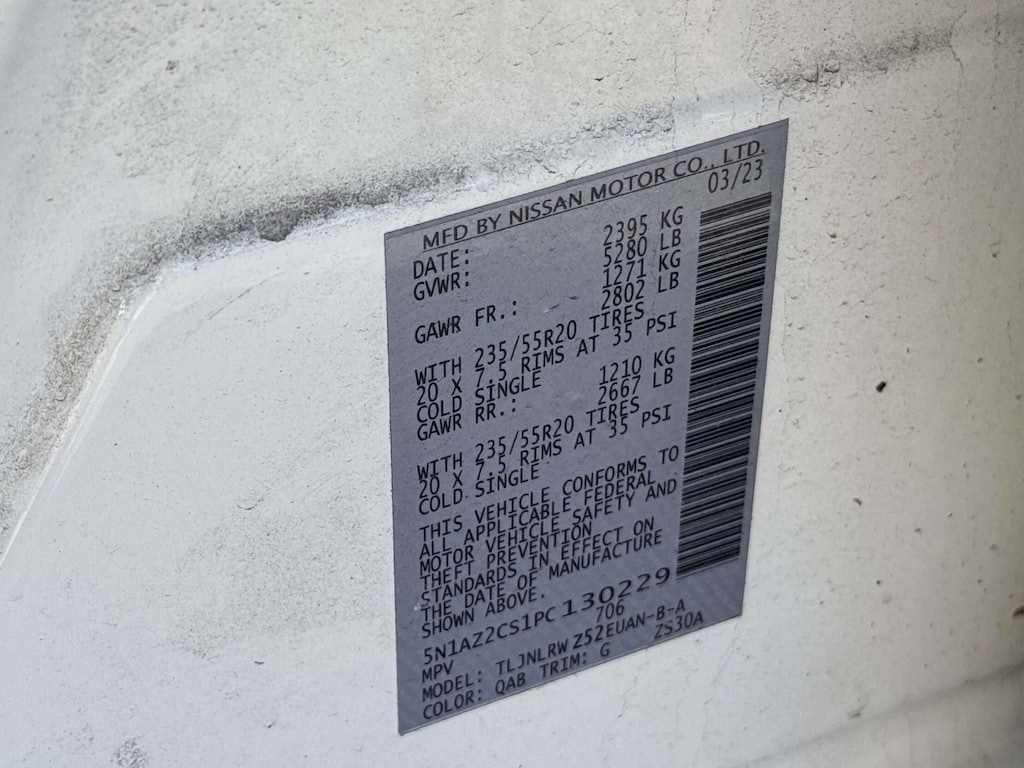 MFD BY NISSAN MOTOR CO., LTD.
DATE: 03/23
GVWR: 2395 KG
5280 LB
GAWR FR.: 1271 KG
2802 LB
WITH 235/55R20 TIRES
20 X 7.5 RIMS AT 35 PSI
COLD SINGLE
GAWR RR.: 1210 KG
2667 LB
WITH 235/55R20 TIRES
20 X 7.5 RIMS AT 35 PSI
COLD SINGLE
THIS VEHICLE CONFORMS TO
ALL APPLICABLE FEDERAL
MOTOR VEHICLE SAFETY AND
THEFT PREVENTION
STANDARDS IN EFFECT ON
THE DATE OF MANUFACTURE
SHOWN ABOVE.
5N1AZ2CS1PC130229
MPV 706
MODEL: TLJNLRW Z52EUAN-B-A
COLOR: QAB TRIM: G ZS30A